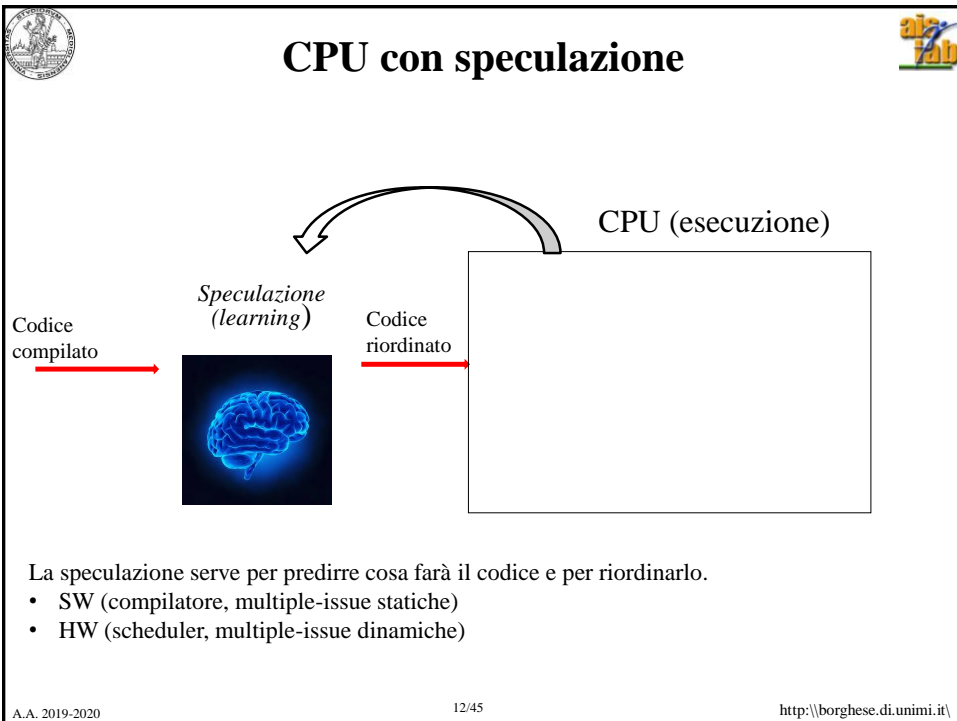 CPU con speculazione
ais
lab
CPU (esecuzione)
Speculazione
(learning)
Codice
compilato
Codice
riordinato
La speculazione serve per predirre cosa farà il codice e per riordinarlo.
• SW (compilatore, multiple-issue statiche)
• HW (scheduler, multiple-issue dinamiche)
A.A. 2019-2020
12/45
http:\\borghese.di.unimi.it\